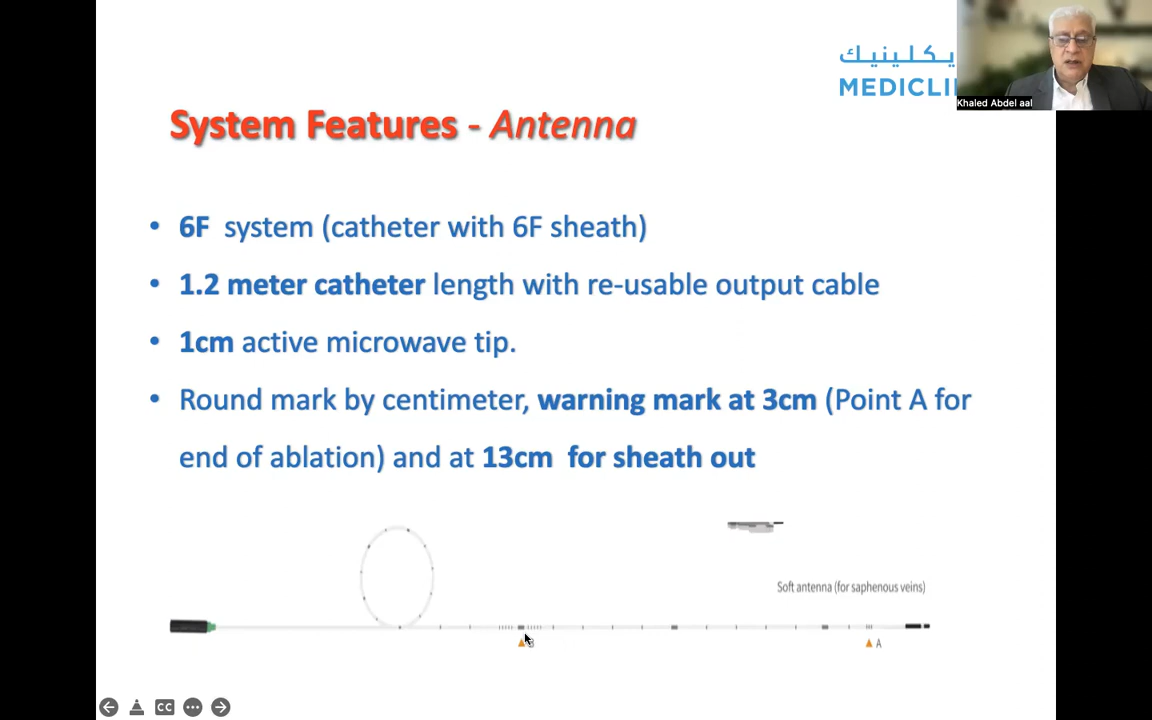 يكلينيك
MEDICLI
Khaled Abdel aal
System Features - Antenna
• 6F system (catheter with 6F sheath)
• 1.2 meter catheter length with re-usable output cable
• 1cm active microwave tip.
• Round mark by centimeter, warning mark at 3cm (Point A for
end of ablation) and at 13cm for sheath out
Soft antenna (for saphenous veins)
A
CC